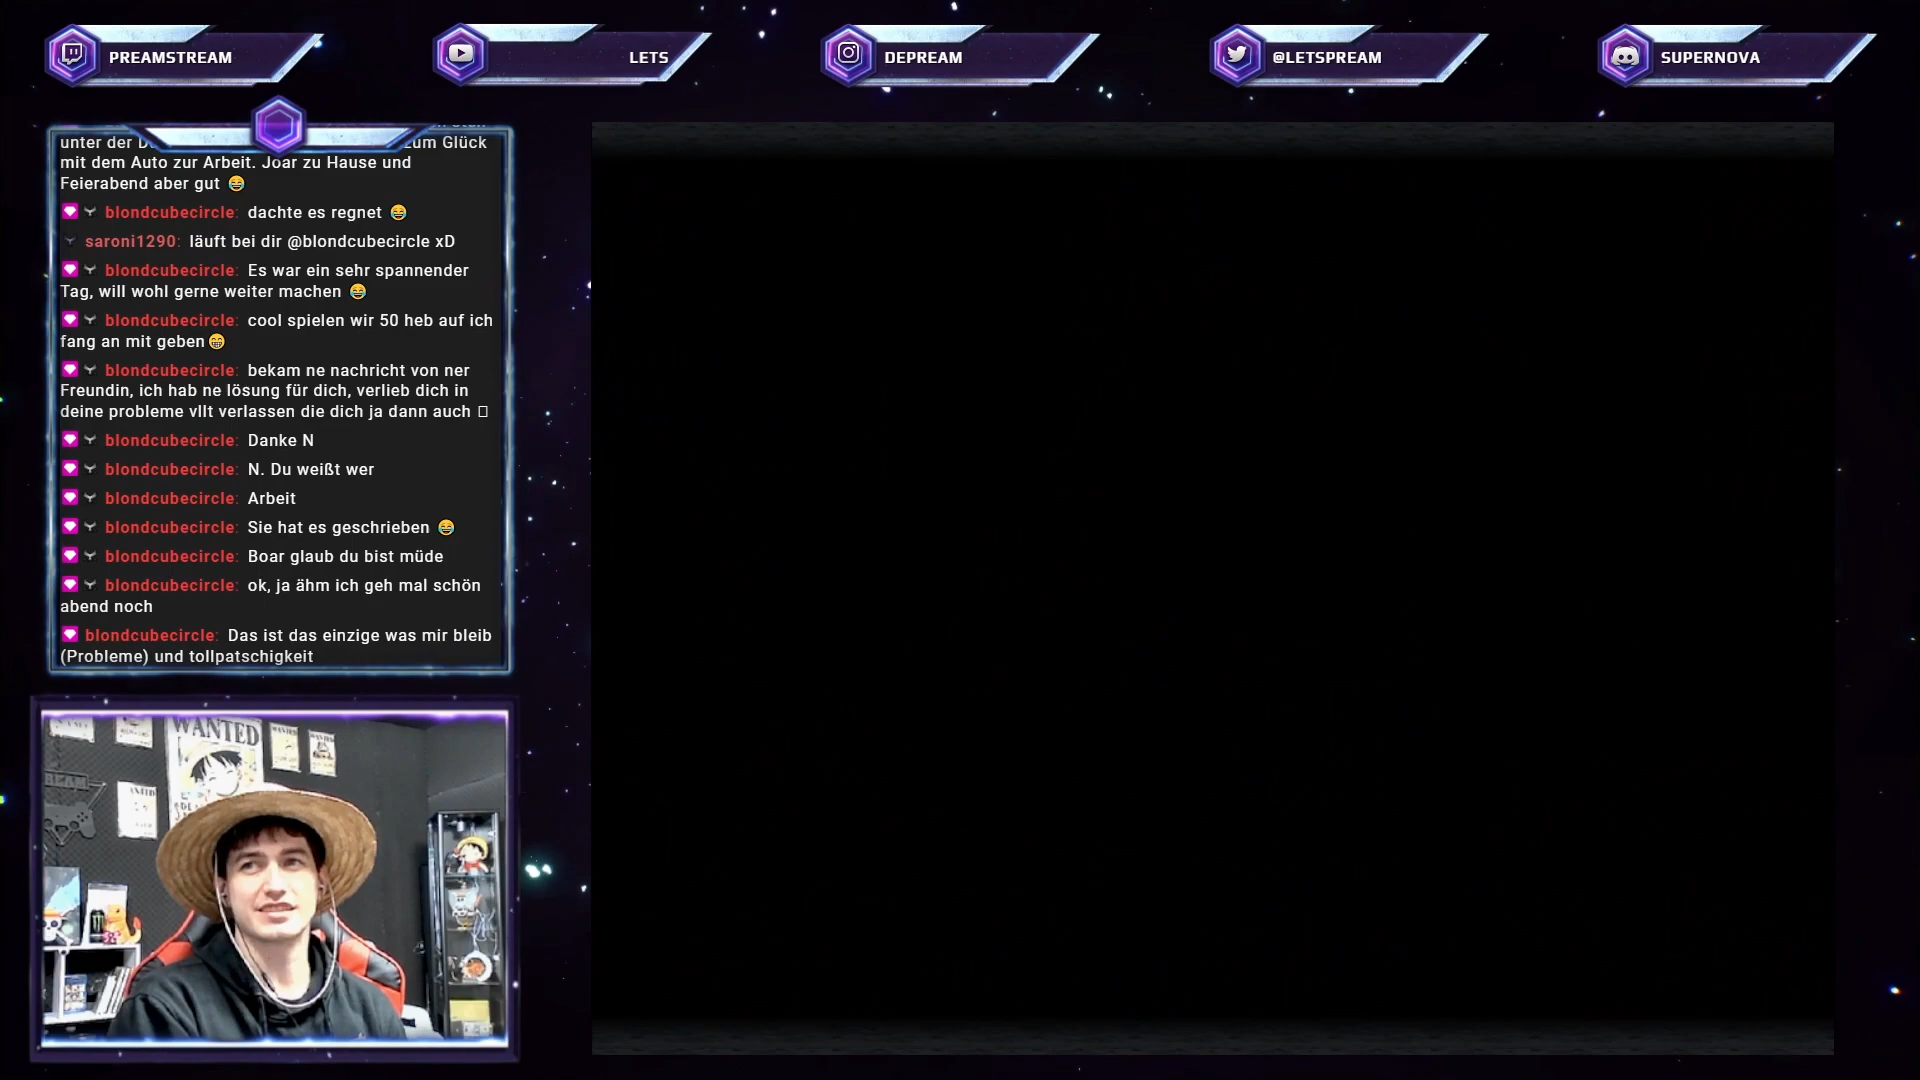 PREAMSTREAM
LETS
DEPREAM
@LETSPREAM
SUPERNOVA
unter der D
zum Glück
mit dem Auto zur Arbeit. Joar zu Hause und
Feierabend aber gut 😂
blondcubecircle: dachte es regnet 😂
saroni1290: läuft bei dir @blondcubecircle xD
blondcubecircle: Es war ein sehr spannender
Tag, will wohl gerne weiter machen 😂
blondcubecircle: cool spielen wir 50 heb auf ich
fang an mit geben😁
blondcubecircle: bekam ne nachricht von ner
Freundin, ich hab ne lösung für dich, verlieb dich in
deine probleme vllt verlassen die dich ja dann auch
blondcubecircle: Danke N
blondcubecircle: N. Du weißt wer
blondcubecircle: Arbeit
blondcubecircle: Sie hat es geschrieben 😂
blondcubecircle: Boar glaub du bist müde
blondcubecircle: ok, ja ähm ich geh mal schön
abend noch
blondcubecircle: Das ist das einzige was mir bleib
(Probleme) und tollpatschigkeit
WANTED